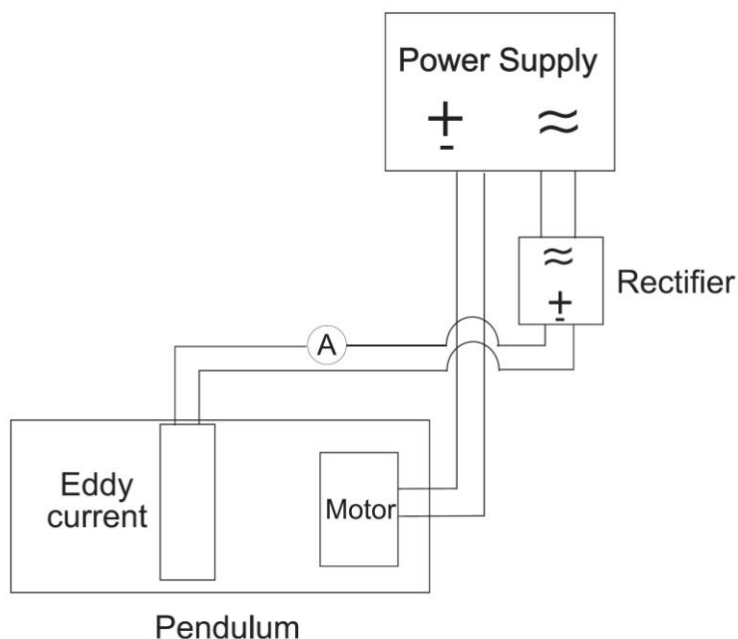 Power Supply
+
-
≈
≈
+
-
Rectifier
A
Eddy
current
Motor
Pendulum